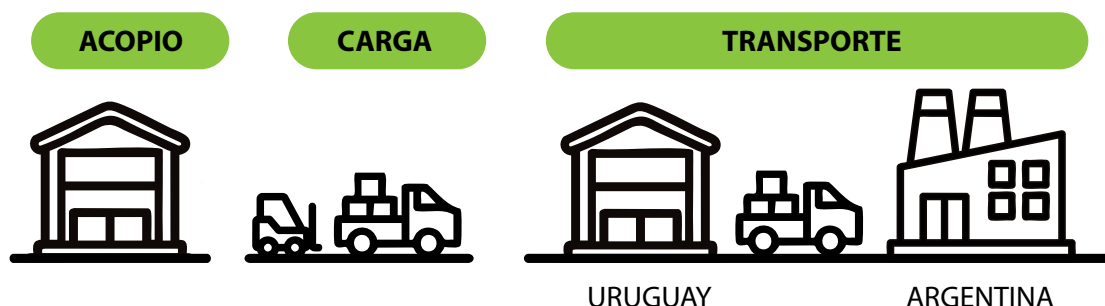 ACOPIO
CARGA
TRANSPORTE
URUGUAY
ARGENTINA